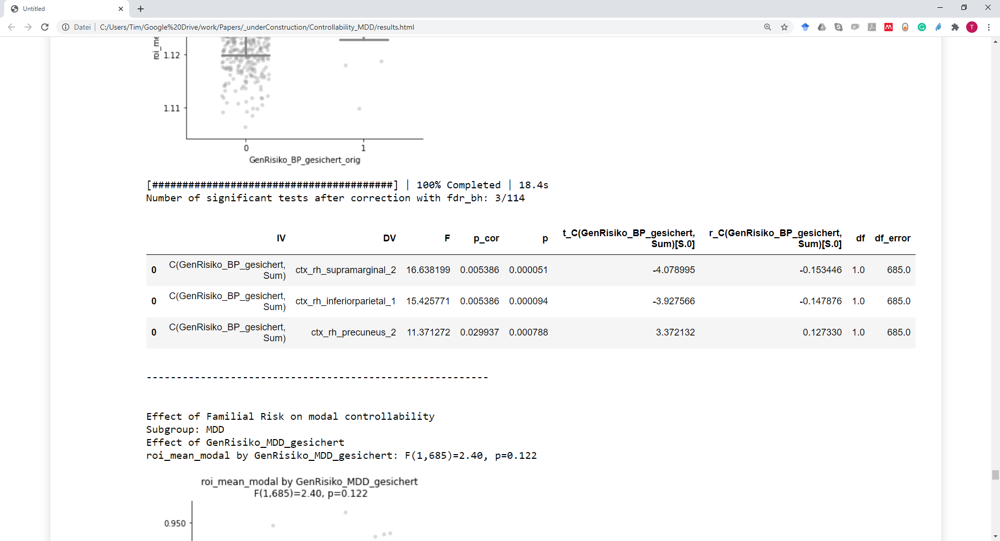 Untitled
Datei
C:/Users/Tim/Google%20Drive/work/Papers/_underConstruction/Controllability_MDD/results.html
T
roi_me
1.12
1.11
0 1
GenRisiko_BP_gesichert_orig
[########################################] | 100% Completed | 18.4s
Number of significant tests after correction with fdr_bh: 3/114
IV DV F p_cor p t_C(GenRisiko_BP_gesichert, Sum)[S.0] r_C(GenRisiko_BP_gesichert, Sum)[S.0] df df_error
0 C(GenRisiko_BP_gesichert, Sum) ctx_rh_supramarginal_2 16.638199 0.005386 0.000051 -4.078995 -0.153446 1.0 685.0
0 C(GenRisiko_BP_gesichert, Sum) ctx_rh_inferiorparietal_1 15.425771 0.005386 0.000094 -3.927566 -0.147876 1.0 685.0
0 C(GenRisiko_BP_gesichert, Sum) ctx_rh_precuneus_2 11.371272 0.029937 0.000788 3.372132 0.127330 1.0 685.0
---------------------------------------------------------
Effect of Familial Risk on modal controllability
Subgroup: MDD
Effect of GenRisiko_MDD_gesichert
roi_mean_modal by GenRisiko_MDD_gesichert: F(1,685)=2.40, p=0.122
roi_mean_modal by GenRisiko_MDD_gesichert
F(1,685)=2.40, p=0.122
0.950